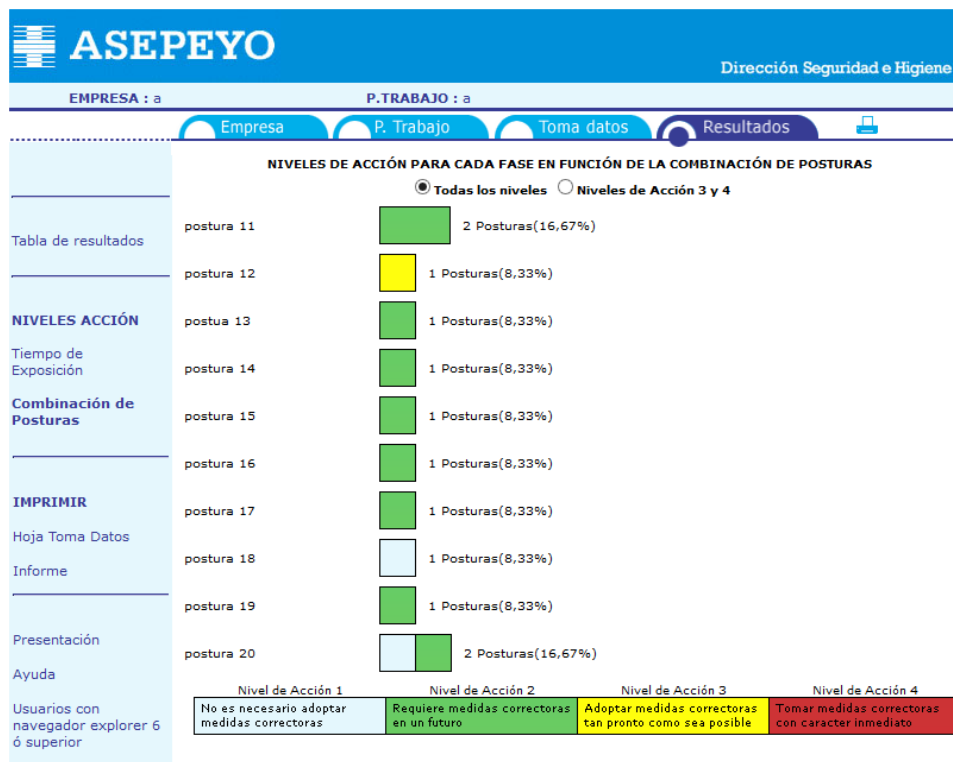 ASEPEYO
Dirección Seguridad e Higiene
EMPRESA : a
P.TRABAJO : a
Empresa
P. Trabajo
Toma datos
Resultados
NIVELES DE ACCIÓN PARA CADA FASE EN FUNCIÓN DE LA COMBINACIÓN DE POSTURAS
Todas los niveles
Niveles de Acción 3 y 4
Tabla de resultados
NIVELES ACCIÓN
Tiempo de
Exposición
Combinación de
Posturas
IMPRIMIR
Hoja Toma Datos
Informe
Presentación
Ayuda
Usuarios con
navegador explorer 6
ó superior
postura 11
2 Posturas(16,67%)
postura 12
1 Posturas(8,33%)
postua 13
1 Posturas(8,33%)
postura 14
1 Posturas(8,33%)
postura 15
1 Posturas(8,33%)
postura 16
1 Posturas(8,33%)
postura 17
1 Posturas(8,33%)
postura 18
1 Posturas(8,33%)
postura 19
1 Posturas(8,33%)
postura 20
2 Posturas(16,67%)
Nivel de Acción 1
No es necesario adoptar
medidas correctoras
Nivel de Acción 2
Requiere medidas correctoras
en un futuro
Nivel de Acción 3
Adoptar medidas correctoras
tan pronto como sea posible
Nivel de Acción 4
Tomar medidas correctoras
con caracter inmediato